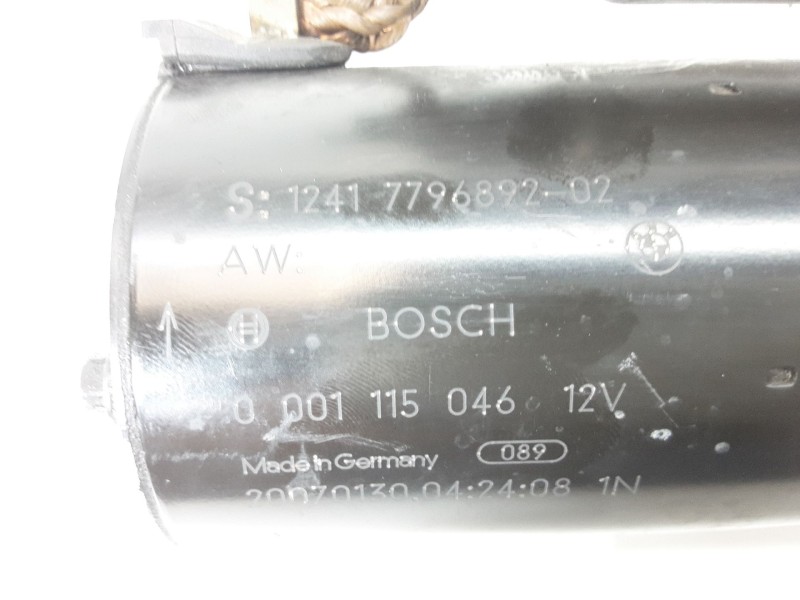 S: 1241 7796892-02
AW:
BOSCH
0 001 115 046 12V
Made in Germany 089
20070130 04:24:08 1N